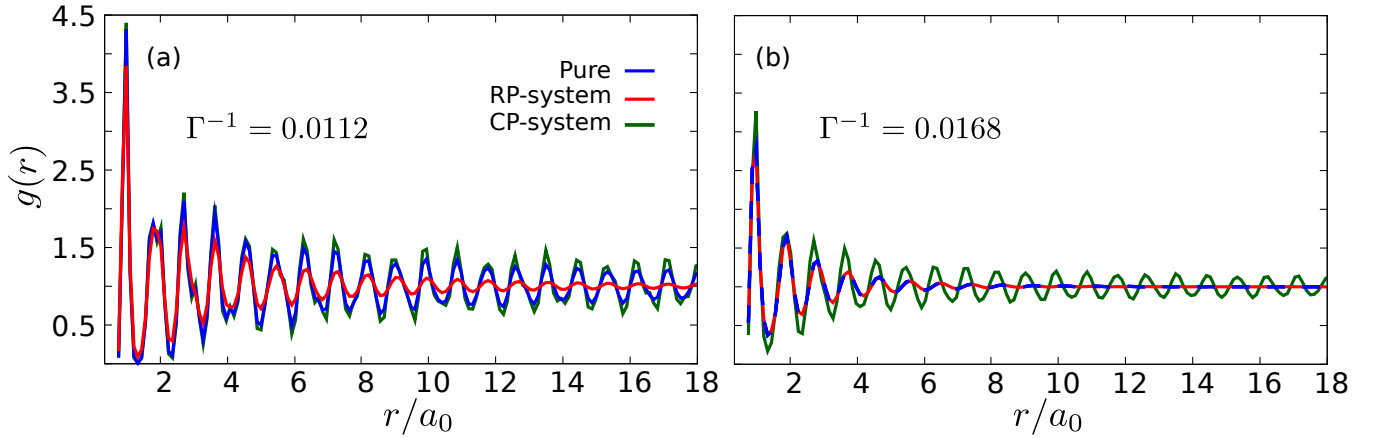 4.5
3.5
2.5
1.5
0.5
g(r)
(a)
Pure
RP-system
CP-system
Γ⁻¹ = 0.0112
2 4 6 8 10 12 14 16 18
r/a₀
(b)
Γ⁻¹ = 0.0168
2 4 6 8 10 12 14 16 18
r/a₀